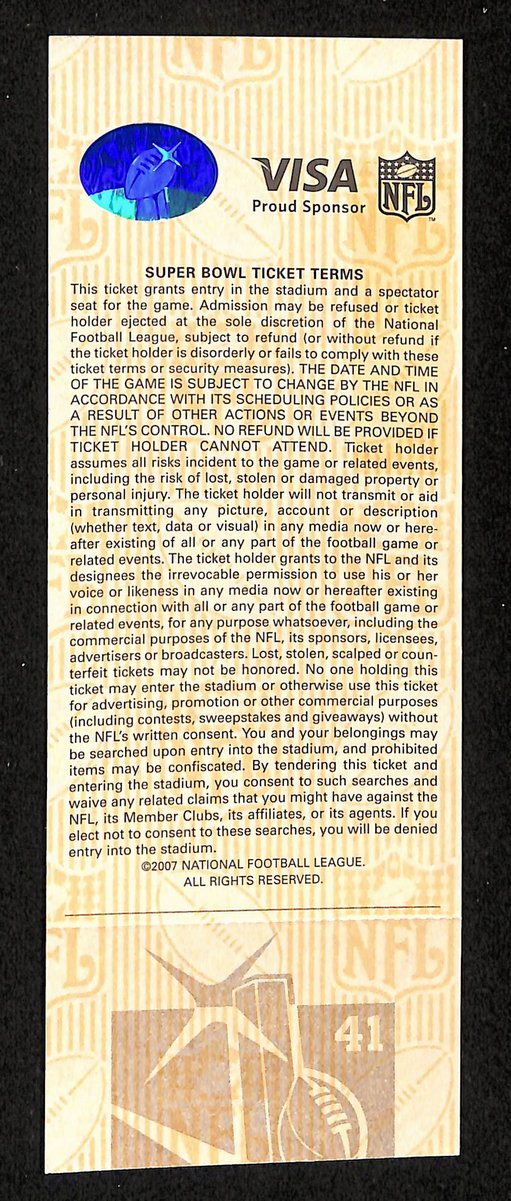 VISA
Proud Sponsor
NFL
TM
SUPER BOWL TICKET TERMS
This ticket grants entry in the stadium and a spectator
seat for the game. Admission may be refused or ticket
holder ejected at the sole discretion of the National
Football League, subject to refund (or without refund if
the ticket holder is disorderly or fails to comply with these
ticket terms or security measures). THE DATE AND TIME
OF THE GAME IS SUBJECT TO CHANGE BY THE NFL IN
ACCORDANCE WITH ITS SCHEDULING POLICIES OR AS
A RESULT OF OTHER ACTIONS OR EVENTS BEYOND
THE NFL'S CONTROL. NO REFUND WILL BE PROVIDED IF
TICKET HOLDER CANNOT ATTEND. Ticket holder
assumes all risks incident to the game or related events,
including the risk of lost, stolen or damaged property or
personal injury. The ticket holder will not transmit or aid
in transmitting any picture, account or description
(whether text, data or visual) in any media now or here-
after existing of all or any part of the football game or
related events. The ticket holder grants to the NFL and its
designees the irrevocable permission to use his or her
voice or likeness in any media now or hereafter existing
in connection with all or any part of the football game or
related events, for any purpose whatsoever, including the
commercial purposes of the NFL, its sponsors, licensees,
advertisers or broadcasters. Lost, stolen, scalped or coun-
terfeit tickets may not be honored. No one holding this
ticket may enter the stadium or otherwise use this ticket
for advertising, promotion or other commercial purposes
(including contests, sweepstakes and giveaways) without
the NFL's written consent. You and your belongings may
be searched upon entry into the stadium, and prohibited
items may be confiscated. By tendering this ticket and
entering the stadium, you consent to such searches and
waive any related claims that you might have against the
NFL, its Member Clubs, its affiliates, or its agents. If you
elect not to consent to these searches, you will be denied
entry into the stadium.
©2007 NATIONAL FOOTBALL LEAGUE.
ALL RIGHTS RESERVED.
NFL
41